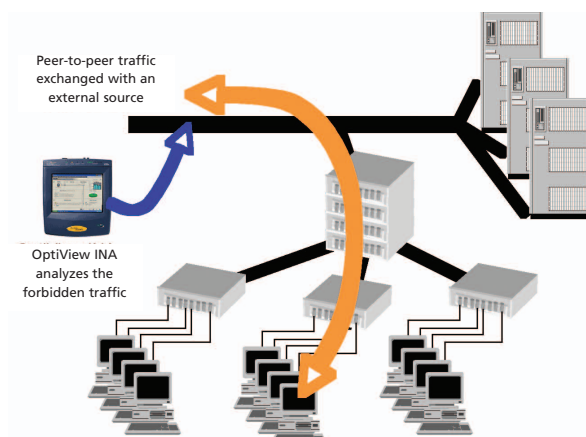 Peer-to-peer traffic
exchanged with an
external source
OptiView INA
analyzes the
forbidden traffic